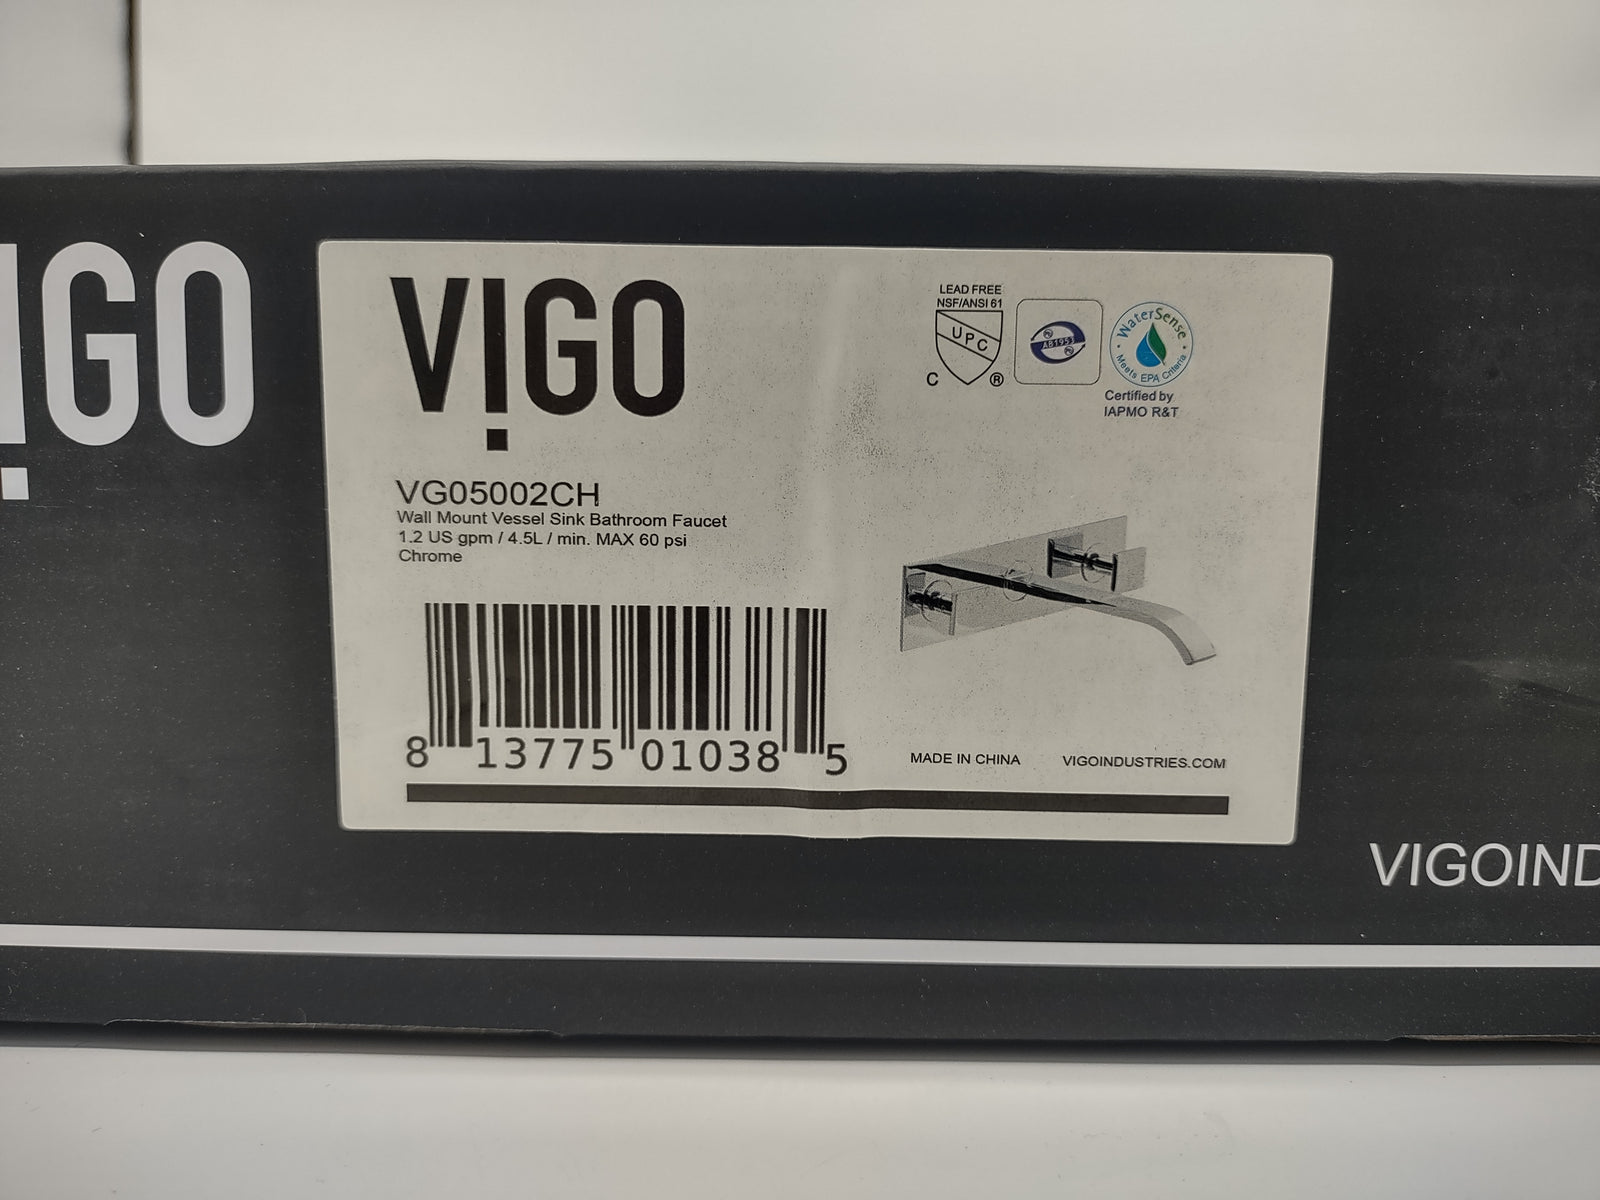 VIGO
VIGO
LEAD FREE
NSF/ANSI 61
UPC
C ®
AB1953
WaterSense
Meets EPA Criteria
Certified by
IAPMO R&T
VG05002CH
Wall Mount Vessel Sink Bathroom Faucet
1.2 US gpm / 4.5L / min. MAX 60 psi
Chrome
8 13775 01038 5
MADE IN CHINA VIGOINDUSTRIES.COM
VIGOIND